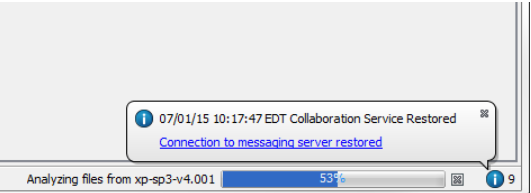 07/01/15 10:17:47 EDT Collaboration Service Restored
Connection to messaging server restored
Analyzing files from xp-sp3-v4.001 53% 9